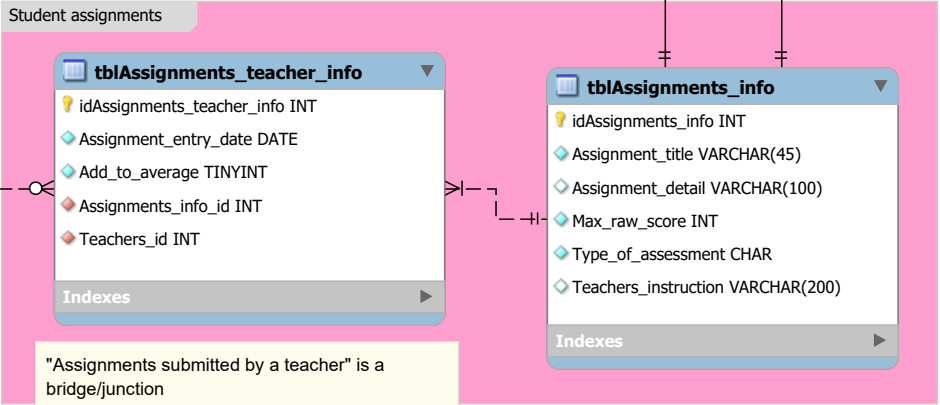 Student assignments
tblAssignments_teacher_info
idAssignments_teacher_info INT
Assignment_entry_date DATE
Add_to_average TINYINT
Assignments_info_id INT
Teachers_id INT
Indexes
"Assignments submitted by a teacher" is a
bridge/junction
tblAssignments_info
idAssignments_info INT
Assignment_title VARCHAR(45)
Assignment_detail VARCHAR(100)
Max_raw_score INT
Type_of_assessment CHAR
Teachers_instruction VARCHAR(200)
Indexes